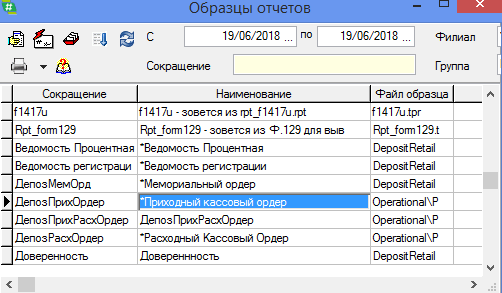 Образцы отчетов
С 19/06/2018 ... по 19/06/2018 ... Филиал
Сокращение Группа
Сокращение Наименование Файл образца
f1417u f1417u - зовется из rpt_f1417u.rpt f1417u.tpr
Rpt_form129 Rpt_form129 - зовется из Ф.129 для выв Rpt_form129.t
Ведомость Процентная *Ведомость Процентная DepositRetail
Ведомость регистраци *Ведомость регистрации DepositRetail
ДепозМемОрд *Мемориальный ордер DepositRetail
ДепозПрихОрдер *Приходный кассовый ордер Operational\P
ДепозПрихРасхОрдер ДепозПрихРасхОрдер Operational\P
ДепозРасхОрдер *Расходный Кассовый Ордер Operational\P
Доверенность Довереннность DepositRetail